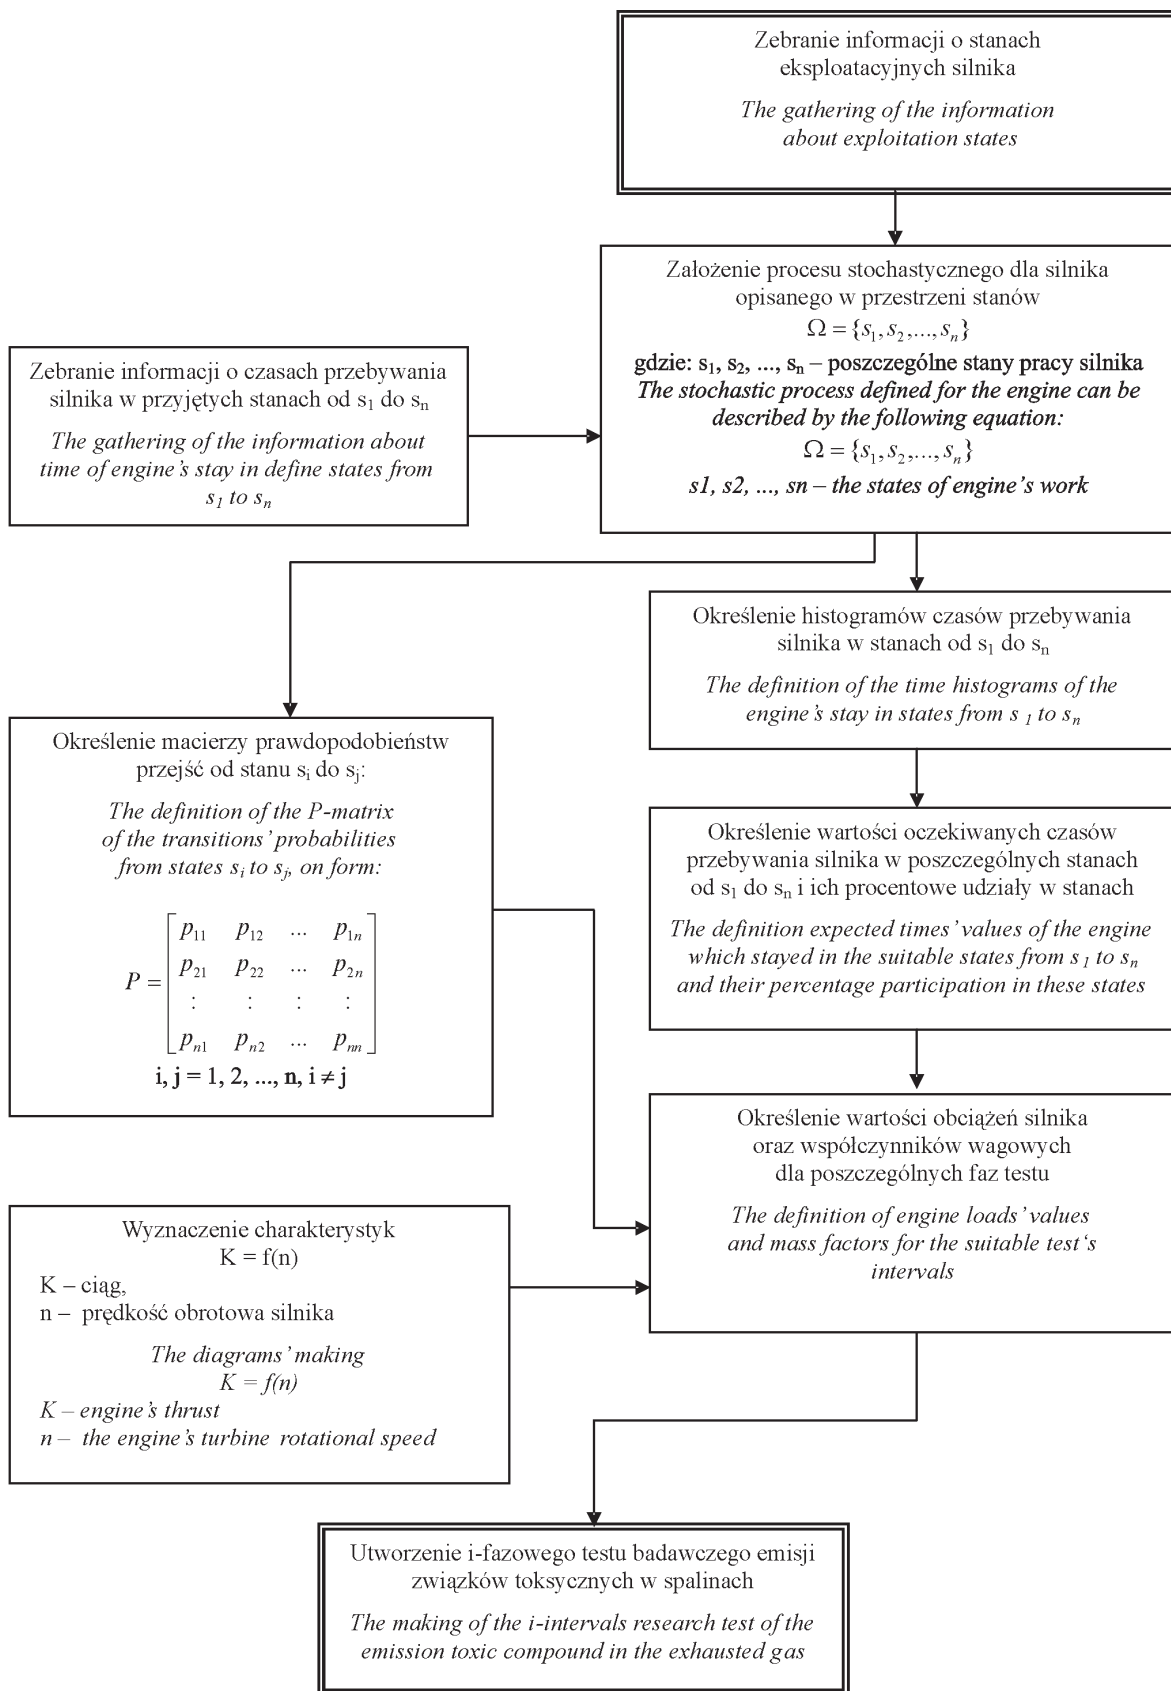 Zebranie informacji o stanach
eksploatacyjnych silnika
The gathering of the information
about exploitation states
Założenie procesu stochastycznego dla silnika
opisanego w przestrzeni stanów
Ω = {s₁, s₂,..., sₙ}
gdzie: s₁, s₂, ..., sₙ – poszczególne stany pracy silnika
The stochastic process defined for the engine can be
described by the following equation:
Ω = {s₁, s₂,..., sₙ}
s1, s2, ..., sn – the states of engine's work
Zebranie informacji o czasach przebywania
silnika w przyjętych stanach od s₁ do sₙ
The gathering of the information about
time of engine's stay in define states from
s₁ to sₙ
Określenie histogramów czasów przebywania
silnika w stanach od s₁ do sₙ
The definition of the time histograms of the
engine's stay in states from s ₁ to sₙ
Określenie macierzy prawdopodobieństw
przejść od stanu sᵢ do sⱼ:
The definition of the P-matrix
of the transitions' probabilities
from states sᵢ to sⱼ, on form:
p₁₁ p₁₂ ... p₁ₙ
p₂₁ p₂₂ ... p₂ₙ
P =
: : : :
pₙ₁ pₙ₂ ... pₙₙ
i, j = 1, 2, ..., n, i ≠ j
Określenie wartości oczekiwanych czasów
przebywania silnika w poszczególnych stanach
od s₁ do sₙ i ich procentowe udziały w stanach
The definition expected times' values of the engine
which stayed in the suitable states from s ₁ to sₙ
and their percentage participation in these states
Określenie wartości obciążeń silnika
oraz współczynników wagowych
dla poszczególnych faz testu
The definition of engine loads' values
and mass factors for the suitable test‘s
intervals
Wyznaczenie charakterystyk
K = f(n)
K – ciąg,
n – prędkość obrotowa silnika
The diagrams' making
K = f(n)
K – engine's thrust
n – the engine's turbine rotational speed
Utworzenie i-fazowego testu badawczego emisji
związków toksycznych w spalinach
The making of the i-intervals research test of the
emission toxic compound in the exhausted gas